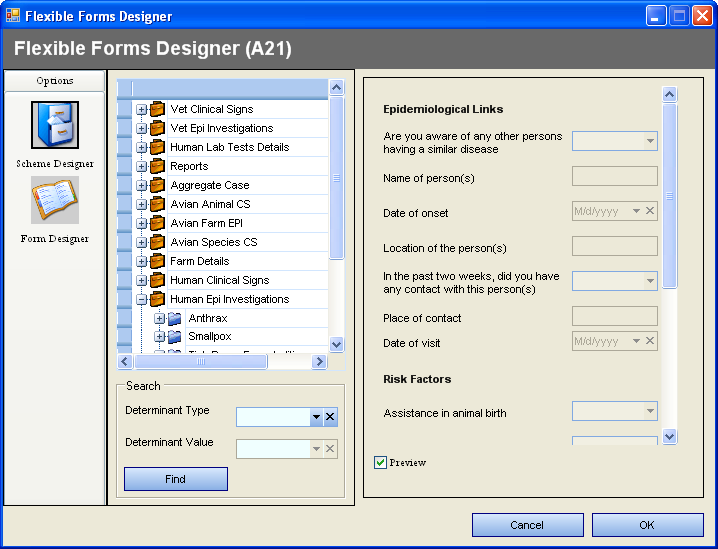 Flexible Forms Designer
Flexible Forms Designer (A21)
Options
Scheme Designer
Form Designer
Vet Clinical Signs
Vet Epi Investigations
Human Lab Tests Details
Reports
Aggregate Case
Avian Animal CS
Avian Farm EPI
Avian Species CS
Farm Details
Human Clinical Signs
Human Epi Investigations
Anthrax
Smallpox
Search
Determinant Type
Determinant Value
Find
Epidemiological Links
Are you aware of any other persons
having a similar disease
Name of person(s)
Date of onset
M/d/yyyy
Location of the person(s)
In the past two weeks, did you have
any contact with this person(s)
Place of contact
Date of visit
M/d/yyyy
Risk Factors
Assistance in animal birth
Preview
Cancel
OK